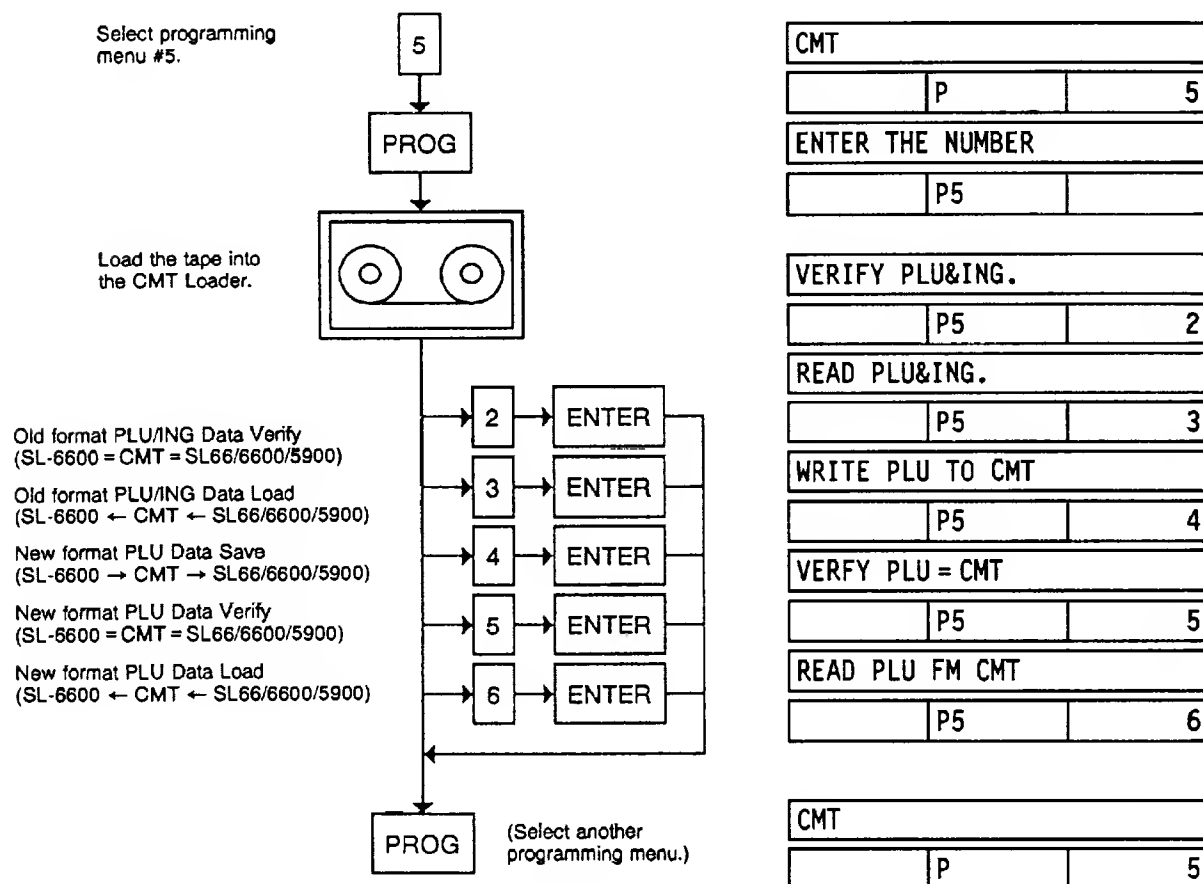 Select programming
menu #5.
5
PROG
Load the tape into
the CMT Loader.
Old format PLU/ING Data Verify
(SL-6600 = CMT = SL66/6600/5900)
Old format PLU/ING Data Load
(SL-6600 ← CMT ← SL66/6600/5900)
New format PLU Data Save
(SL-6600 → CMT → SL66/6600/5900)
New format PLU Data Verify
(SL-6600 = CMT = SL66/6600/5900)
New format PLU Data Load
(SL-6600 ← CMT ← SL66/6600/5900)
2 ENTER
3 ENTER
4 ENTER
5 ENTER
6 ENTER
PROG
(Select another
programming menu.)
CMT
P 5
ENTER THE NUMBER
P5
VERIFY PLU&ING.
P5 2
READ PLU&ING.
P5 3
WRITE PLU TO CMT
P5 4
VERFY PLU = CMT
P5 5
READ PLU FM CMT
P5 6
CMT
P 5